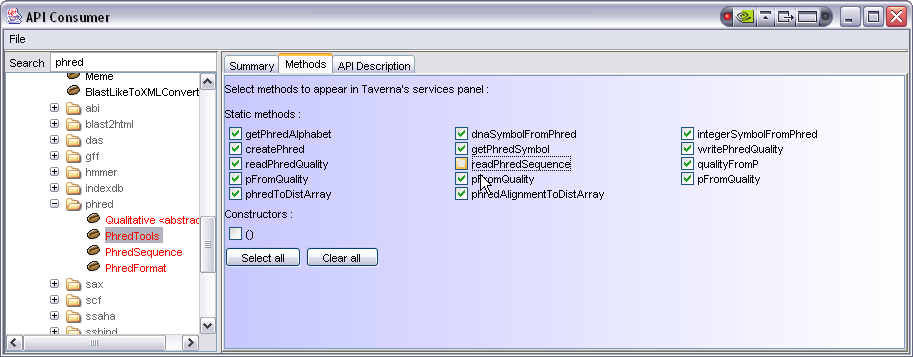 API Consumer
File
Search phred
Meme
BlastLikeToXMLConvert
abi
blast2html
das
gff
hmmer
indexdb
phred
Qualitative <abstrac
PhredTools
PhredSequence
PhredFormat
sax
scf
ssaha
ssbind
Summary Methods API Description
Select methods to appear in Taverna's services panel :
Static methods :
getPhredAlphabet dnaSymbolFromPhred integerSymbolFromPhred
createPhred getPhredSymbol writePhredQuality
readPhredQuality readPhredSequence qualityFromP
pFromQuality pFromQuality pFromQuality
phredToDistArray phredAlignmentToDistArray
Constructors :
()
Select all Clear all